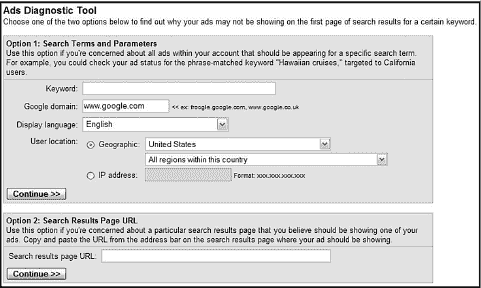 Ads Diagnostic Tool
Choose one of the two options below to find out why your ads may not be showing on the first page of search results for a certain keyword.
Option 1: Search Terms and Parameters
Use this option if you're concerned about all ads within your account that should be appearing for a specific search term.
For example, you could check your ad status for the phrase-matched keyword "Hawaiian cruises," targeted to California
users.
Keyword:
Google domain: www.google.com << ex: froogle.google.com, www.google.co.uk
Display language: English
User location: Geographic: United States
All regions within this country
IP address: Format: xxx.xxx.xxx.xxx
Continue >>
Option 2: Search Results Page URL
Use this option if you're concerned about a particular search results page that you believe should be showing one of your
ads. Copy and paste the URL from the address bar on the search results page where your ad should be showing.
Search results page URL:
Continue >>